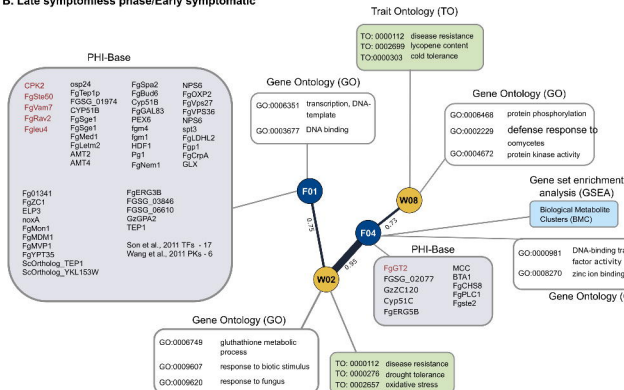 B. Late symptomless phase/Early symptomatic
Trait Ontology (TO)
TO: 0000112 disease resistance
TO: 0002699 lycopene content
TO:0000303 cold tolerance
PHI-Base
CPK2
FgSte50
FgVam7
FgRav2
Fgleu4
osp24
FgTep1p
FGSG_01974
CYP51B
FgSge1
FgSge1
FgMed1
FgLetm2
AMT2
AMT4
FgSpa2
FgBud6
Cyp51B
FgGAL83
PEX6
fgm4
fgm1
HDF1
Pg1
FgNem1
NPS6
FgOXP2
FgVps27
FgVPS36
NPS6
spt3
FgLDHL2
Fgp1
FgCrpA
GLX
Fg01341
FgZC1
ELP3
noxA
FgMon1
FgMDM1
FgMVP1
FgYPT35
ScOrtholog_TEP1
ScOrtholog_YKL153W
FgERG3B
FGSG_03846
FGSG_06610
GzGPA2
TEP1
Son et al., 2011 TFs - 17
Wang et al., 2011 PKs - 6
Gene Ontology (GO)
GO:0006351 transcription, DNA-
template
GO:0003677 DNA binding
Gene Ontology (GO)
GO:0006468 protein phosphorylation
GO:0002229 defense response to
oomycetes
GO:0004672 protein kinase activity
F01
W08
F04
W02
0.75
0.73
0.95
Gene set enrichment
analysis (GSEA)
Biological Metabolite
Clusters (BMC)
PHI-Base
FgGT2
FGSG_02077
GzZC120
Cyp51C
FgERG5B
MCC
BTA1
FgCHS8
FgPLC1
Fgste2
GO:0000981 DNA-binding
factor activity
GO:0008270 zinc ion binding
Gene Ontology
Gene Ontology (GO)
GO:0006749 gluthathione metabolic
process
GO:0009607 response to biotic stimulus
GO:0009620 response to fungus
TO: 0000112 disease resistance
TO: 0000276 drought tolerance
TO: 0002657 oxidative stress